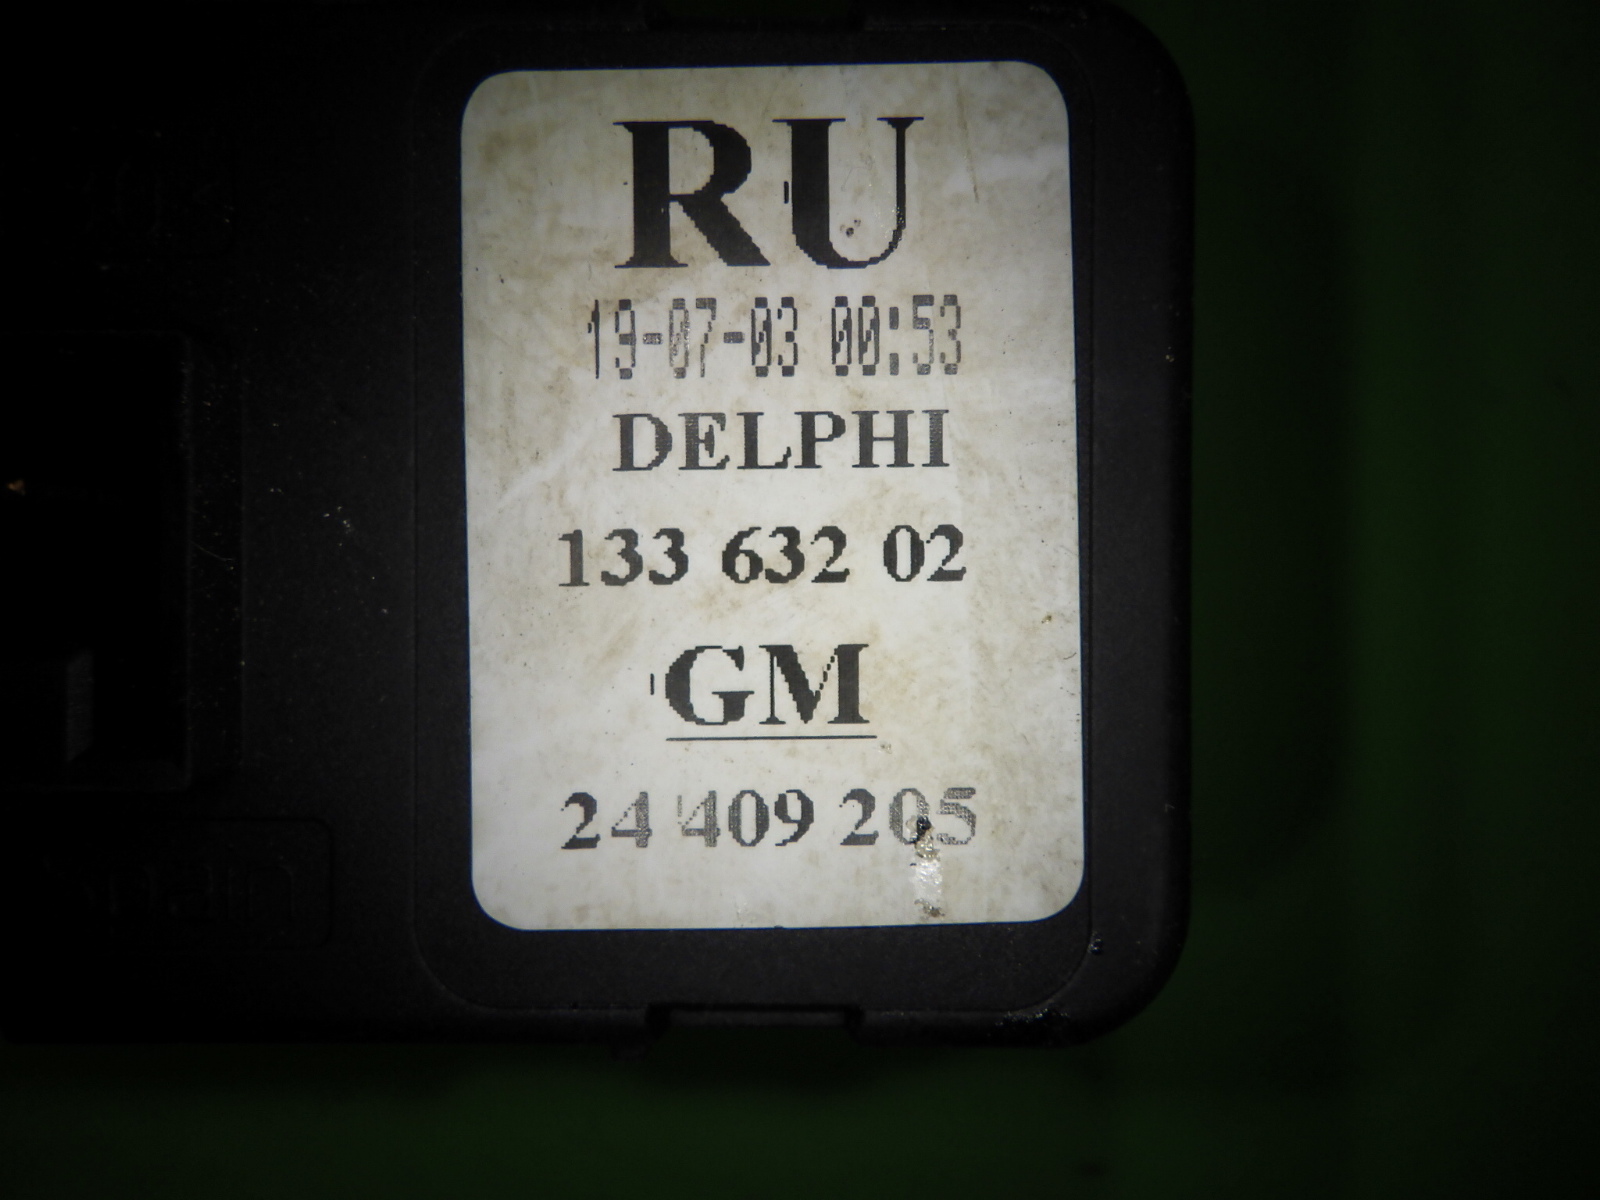 RU
19-07-03 00:53
DELPHI
133 632 02
GM
24 409 205